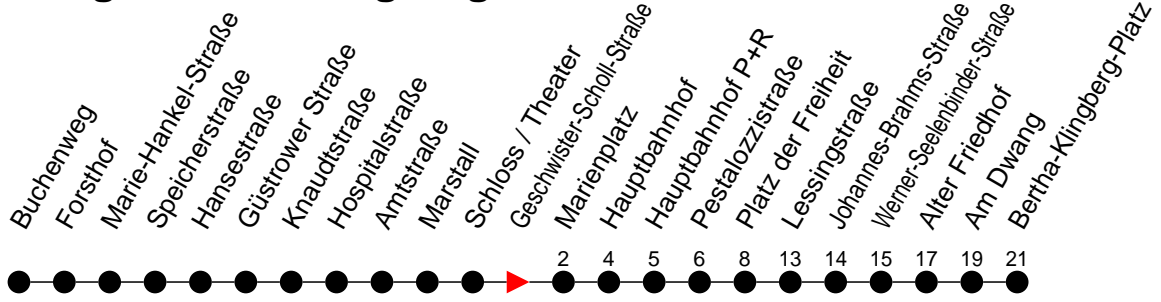 Buchenweg
Forsthof
Marie-Hankel-Straße
Speicherstraße
Hansestraße
Güstrower Straße
Knaudtstraße
Hospitalstraße
Amtstraße
Marstall
Schloss / Theater
Geschwister-Scholl-Straße
Marienplatz
Hauptbahnhof
Hauptbahnhof P+R
Pestalozzistraße
Platz der Freiheit
Lessingstraße
Johannes-Brahms-Straße
Werner-Seelenbinder-Straße
Alter Friedhof
Am Dwang
Bertha-Klingberg-Platz
2 4 5 6 8 13 14 15 17 19 21